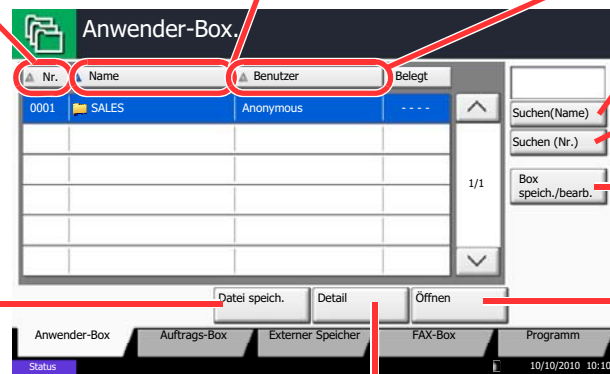 Anwender-Box.
Nr. Name Benutzer Belegt
0001 SALES Anonymous ----
Suchen(Name)
Suchen (Nr.)
1/1
Box
speich./bearb.
Datei speich. Detail Öffnen
Anwender-Box Auftrags-Box Externer Speicher FAX-Box Programm
Status 10/10/2010 10:10